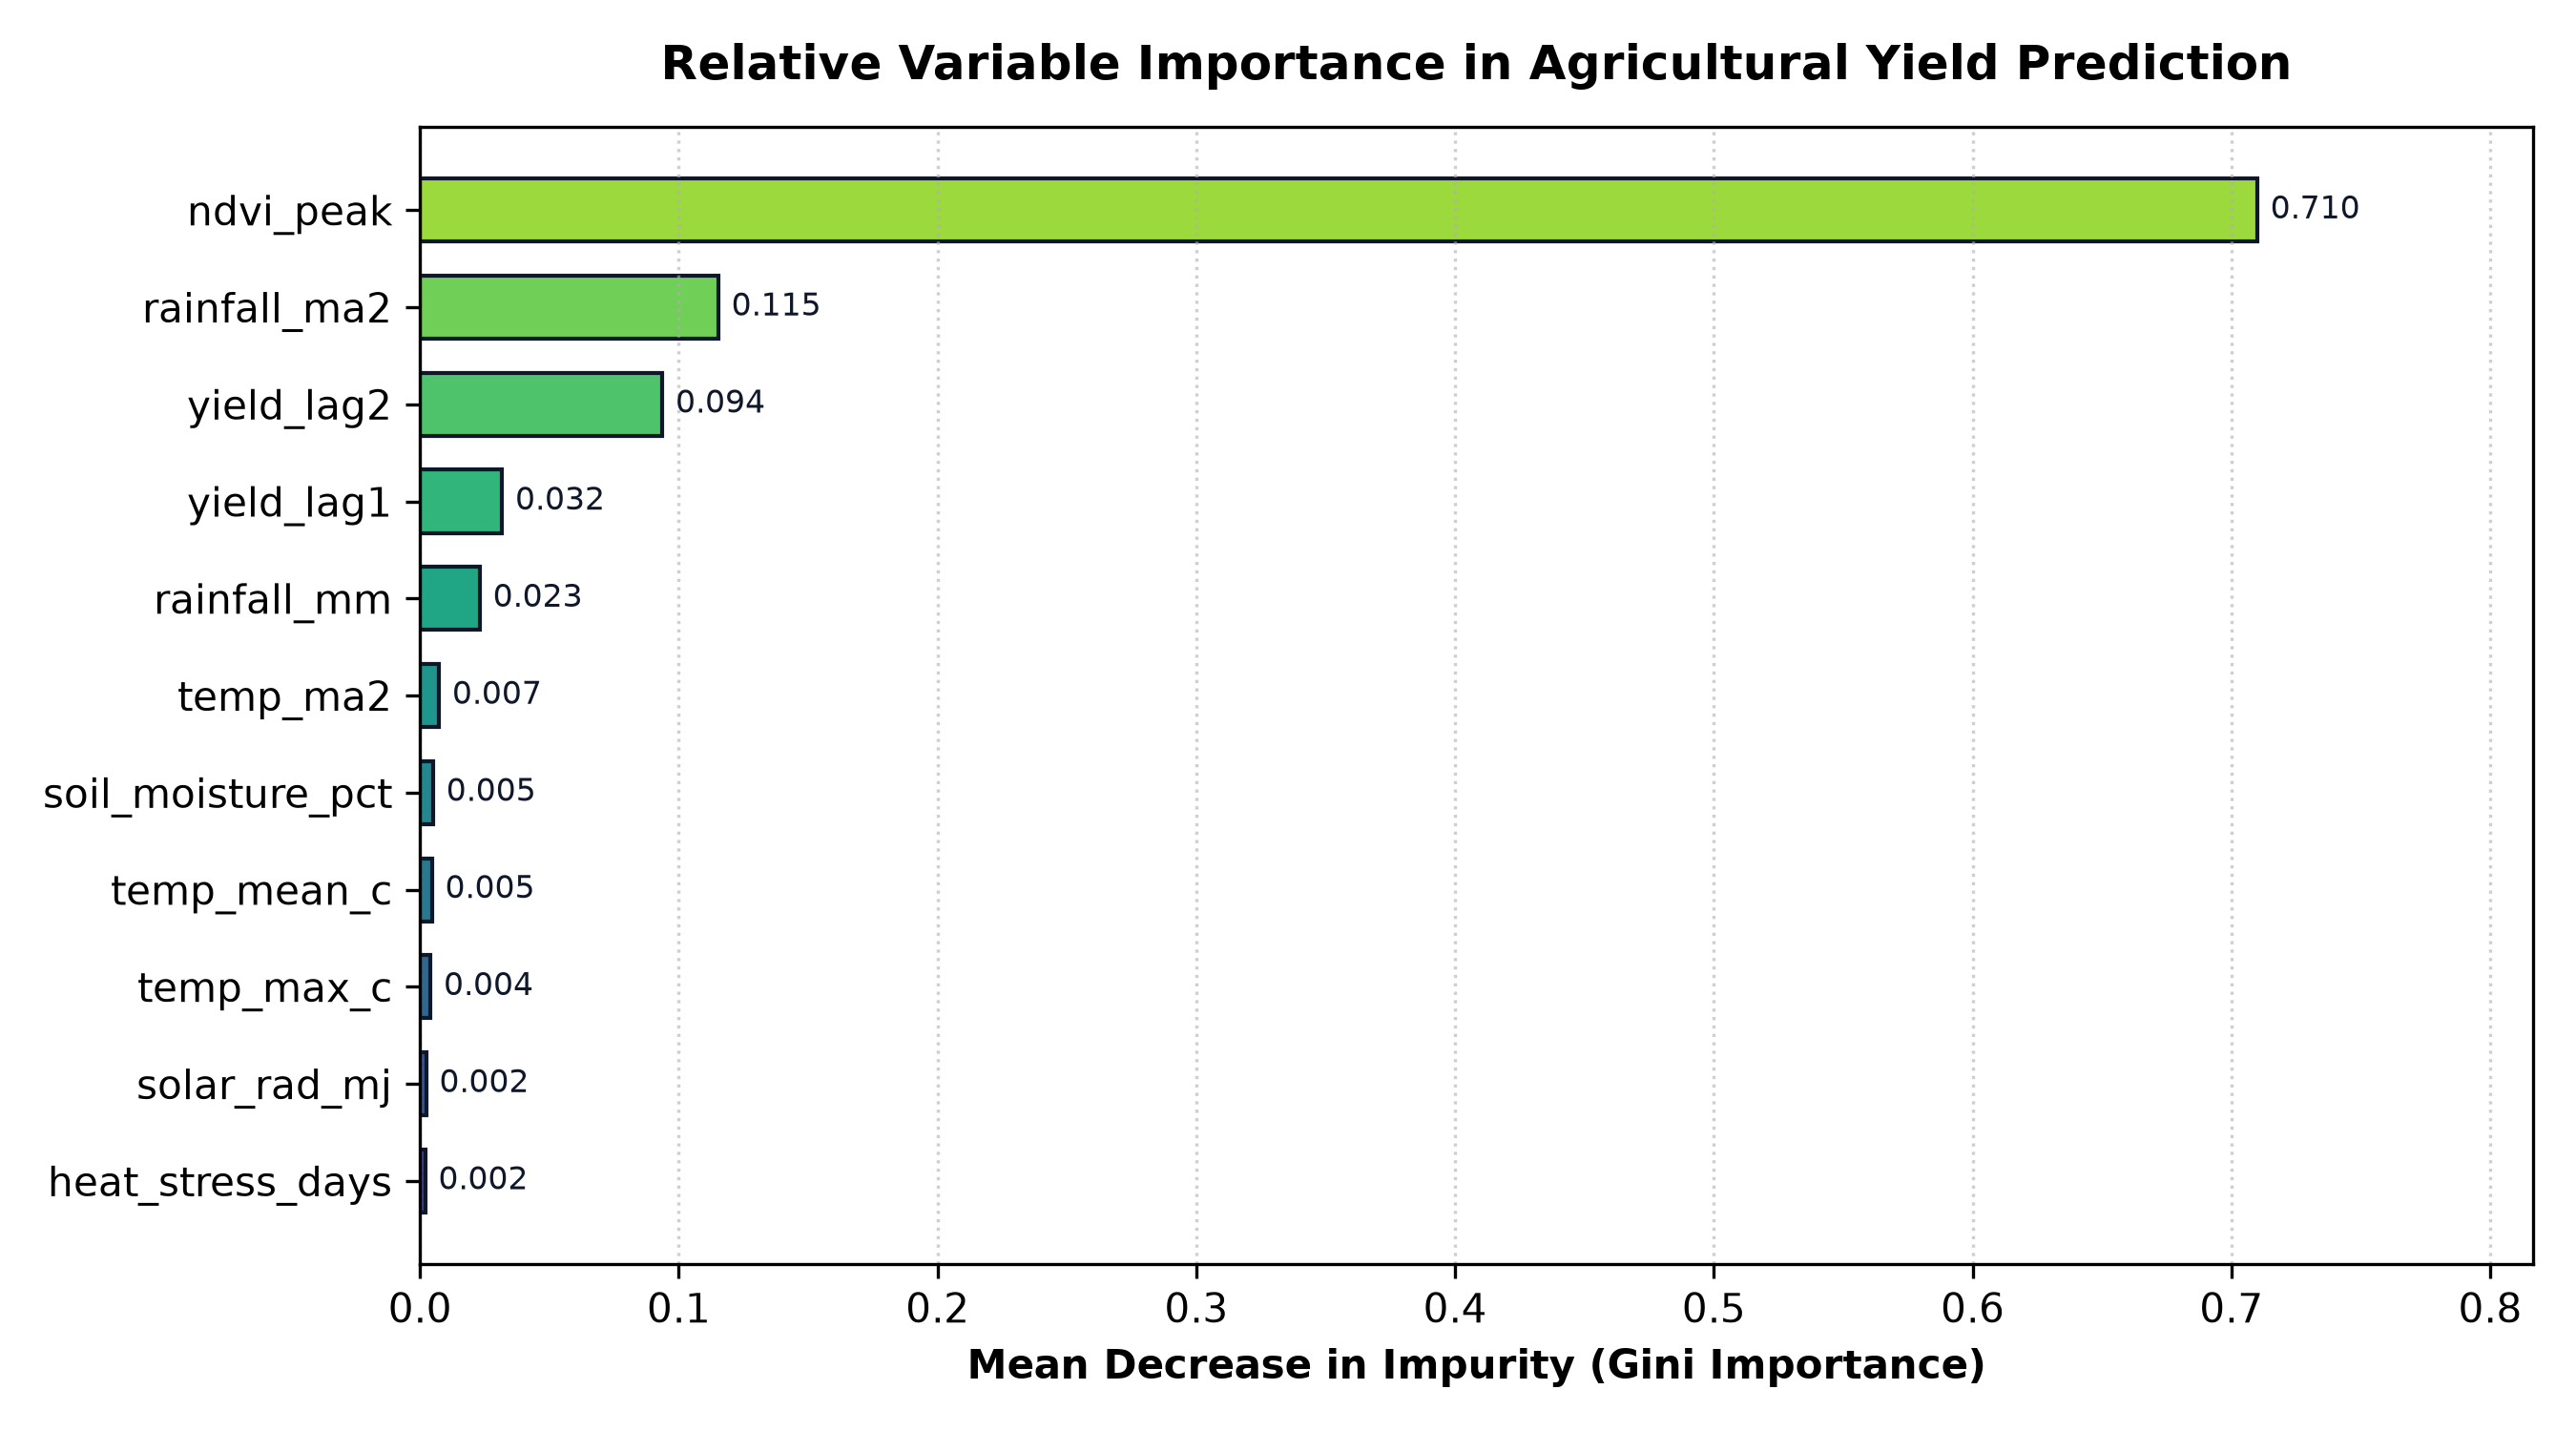 Relative Variable Importance in Agricultural Yield Prediction
ndvi_peak 0.710
rainfall_ma2 0.115
yield_lag2 0.094
yield_lag1 0.032
rainfall_mm 0.023
temp_ma2 0.007
soil_moisture_pct 0.005
temp_mean_c 0.005
temp_max_c 0.004
solar_rad_mj 0.002
heat_stress_days 0.002
0.0 0.1 0.2 0.3 0.4 0.5 0.6 0.7 0.8
Mean Decrease in Impurity (Gini Importance)